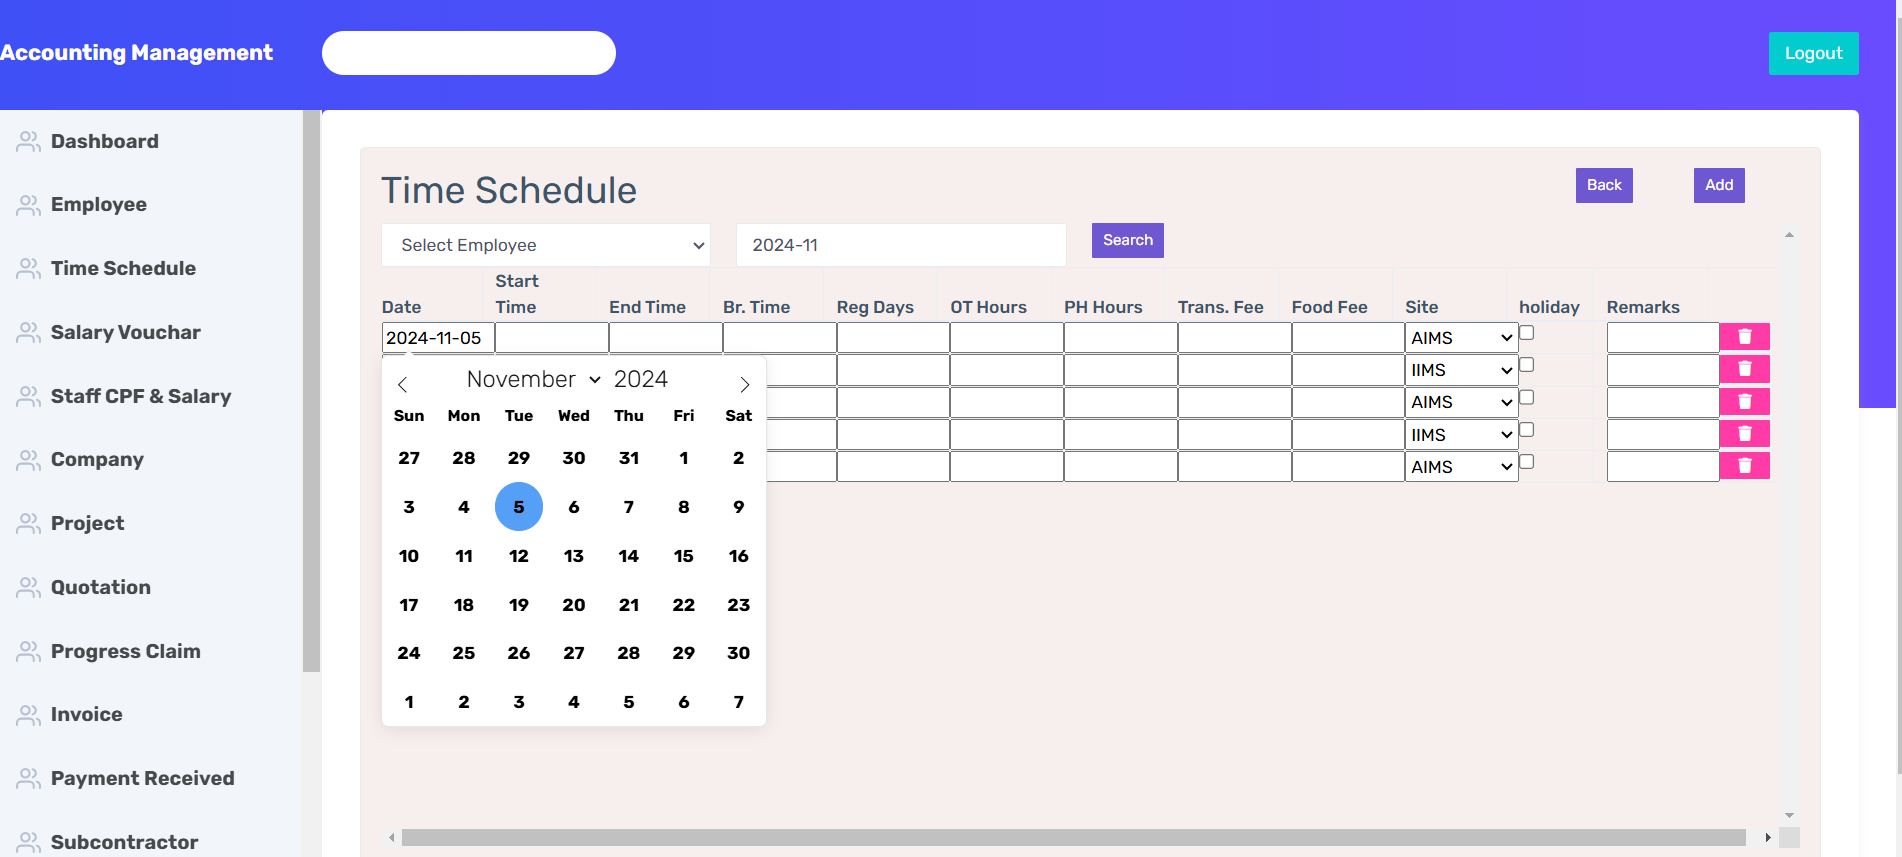 Accounting Management
Logout
Dashboard
Employee
Time Schedule
Salary Vouchar
Staff CPF & Salary
Company
Project
Quotation
Progress Claim
Invoice
Payment Received
Subcontractor
Time Schedule
Back Add
Select Employee 2024-11 Search
Date Start Time End Time Br. Time Reg Days OT Hours PH Hours Trans. Fee Food Fee Site holiday Remarks
2024-11-05 AIMS
IIMS
AIMS
IIMS
AIMS
November 2024
Sun Mon Tue Wed Thu Fri Sat
27 28 29 30 31 1 2
3 4 5 6 7 8 9
10 11 12 13 14 15 16
17 18 19 20 21 22 23
24 25 26 27 28 29 30
1 2 3 4 5 6 7